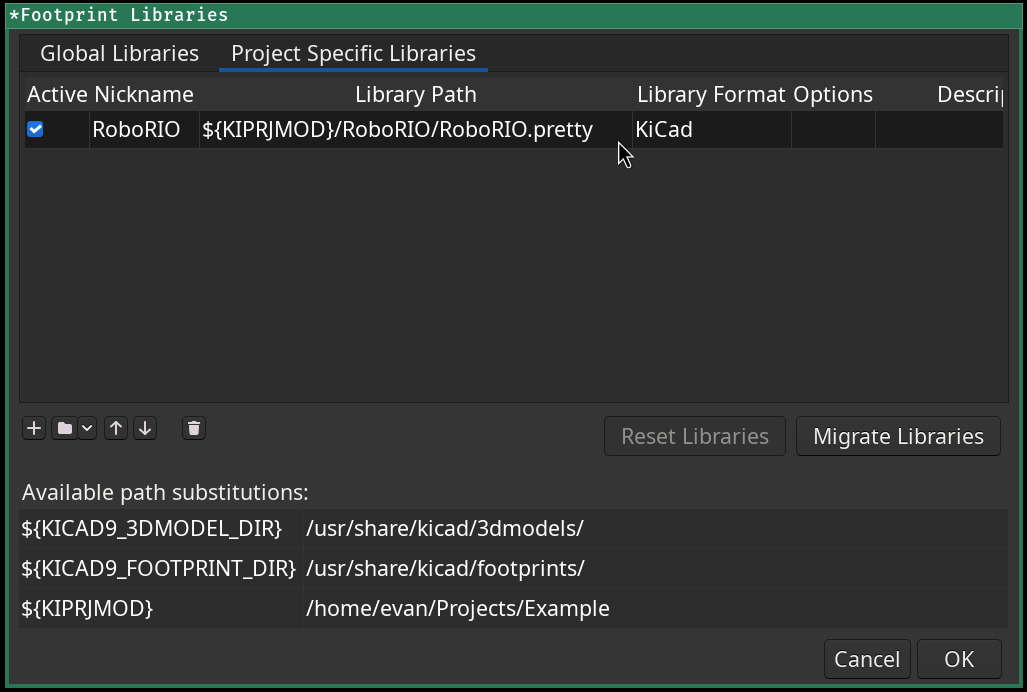 *Footprint Libraries
Global Libraries Project Specific Libraries
Active Nickname Library Path Library Format Options Descrip
RoboRIO ${KIPRJMOD}/RoboRIO/RoboRIO.pretty KiCad
Reset Libraries Migrate Libraries
Available path substitutions:
${KICAD9_3DMODEL_DIR} /usr/share/kicad/3dmodels/
${KICAD9_FOOTPRINT_DIR} /usr/share/kicad/footprints/
${KIPRJMOD} /home/evan/Projects/Example
Cancel OK